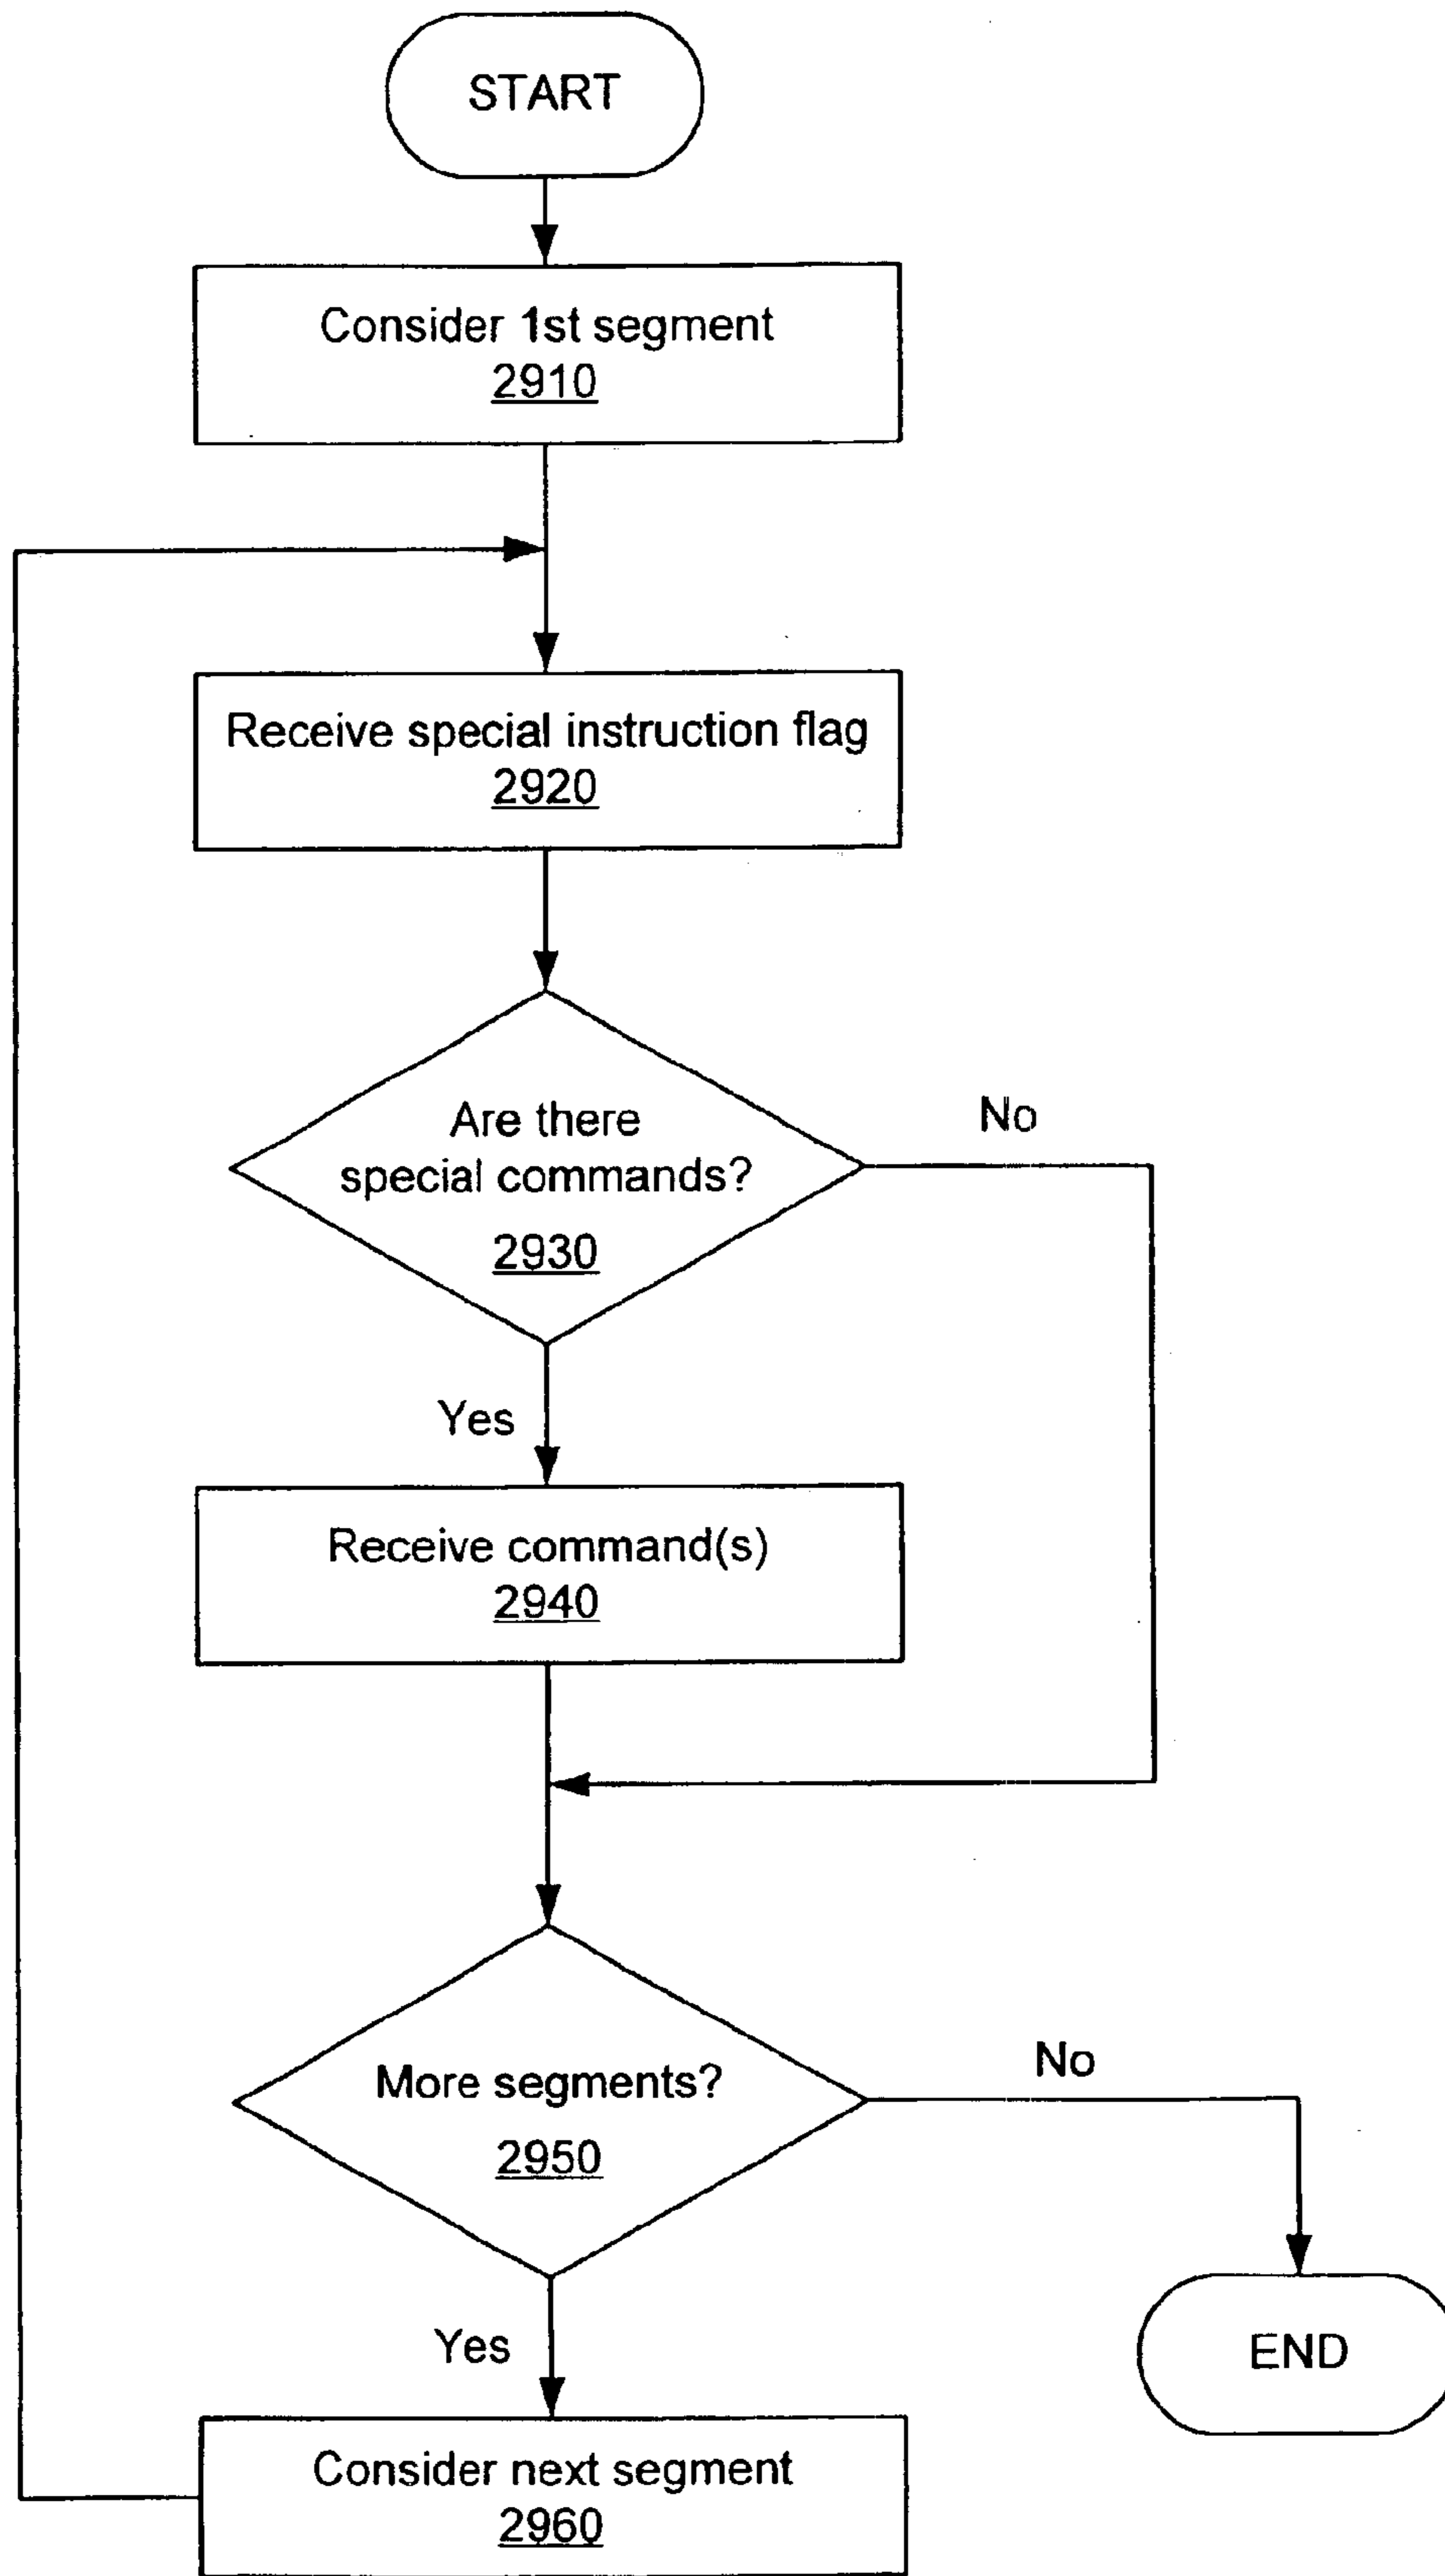 START
Consider 1st segment
2910
Receive special instruction flag
2920
Are there
special commands?
2930
No
Yes
Receive command(s)
2940
More segments?
2950
No
Yes
END
Consider next segment
2960